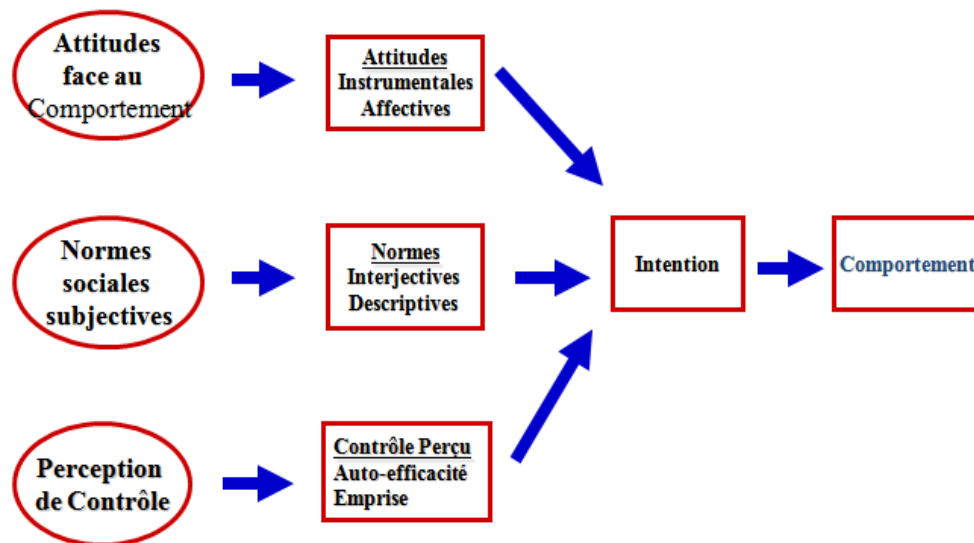 Attitudes
face au
Comportement
Attitudes
Instrumentales
Affectives
Normes
sociales
subjectives
Normes
Interjectives
Descriptives
Intention
Comportement
Perception
de Contrôle
Contrôle Perçu
Auto-efficacité
Emprise